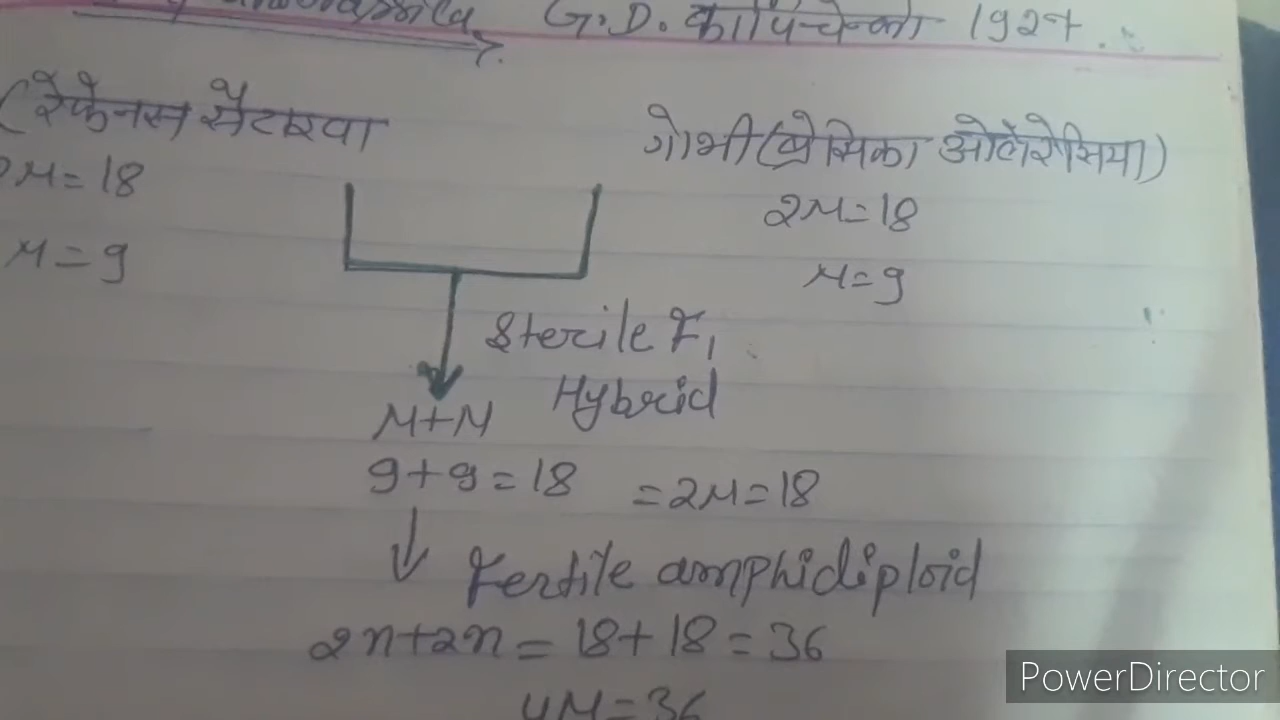 G.D. कार्पिचेन्को 1927.
(रेफेनस सैटाइवा
गोभी (ब्रेसिका ओलेरेसिया)
2n=18
2n=18
n=9
n=9
Sterile F1
Hybrid
n+n
9+9=18 =2n=18
Fertile amphidiploid
2n+2n=18+18=36
4n=36
PowerDirector